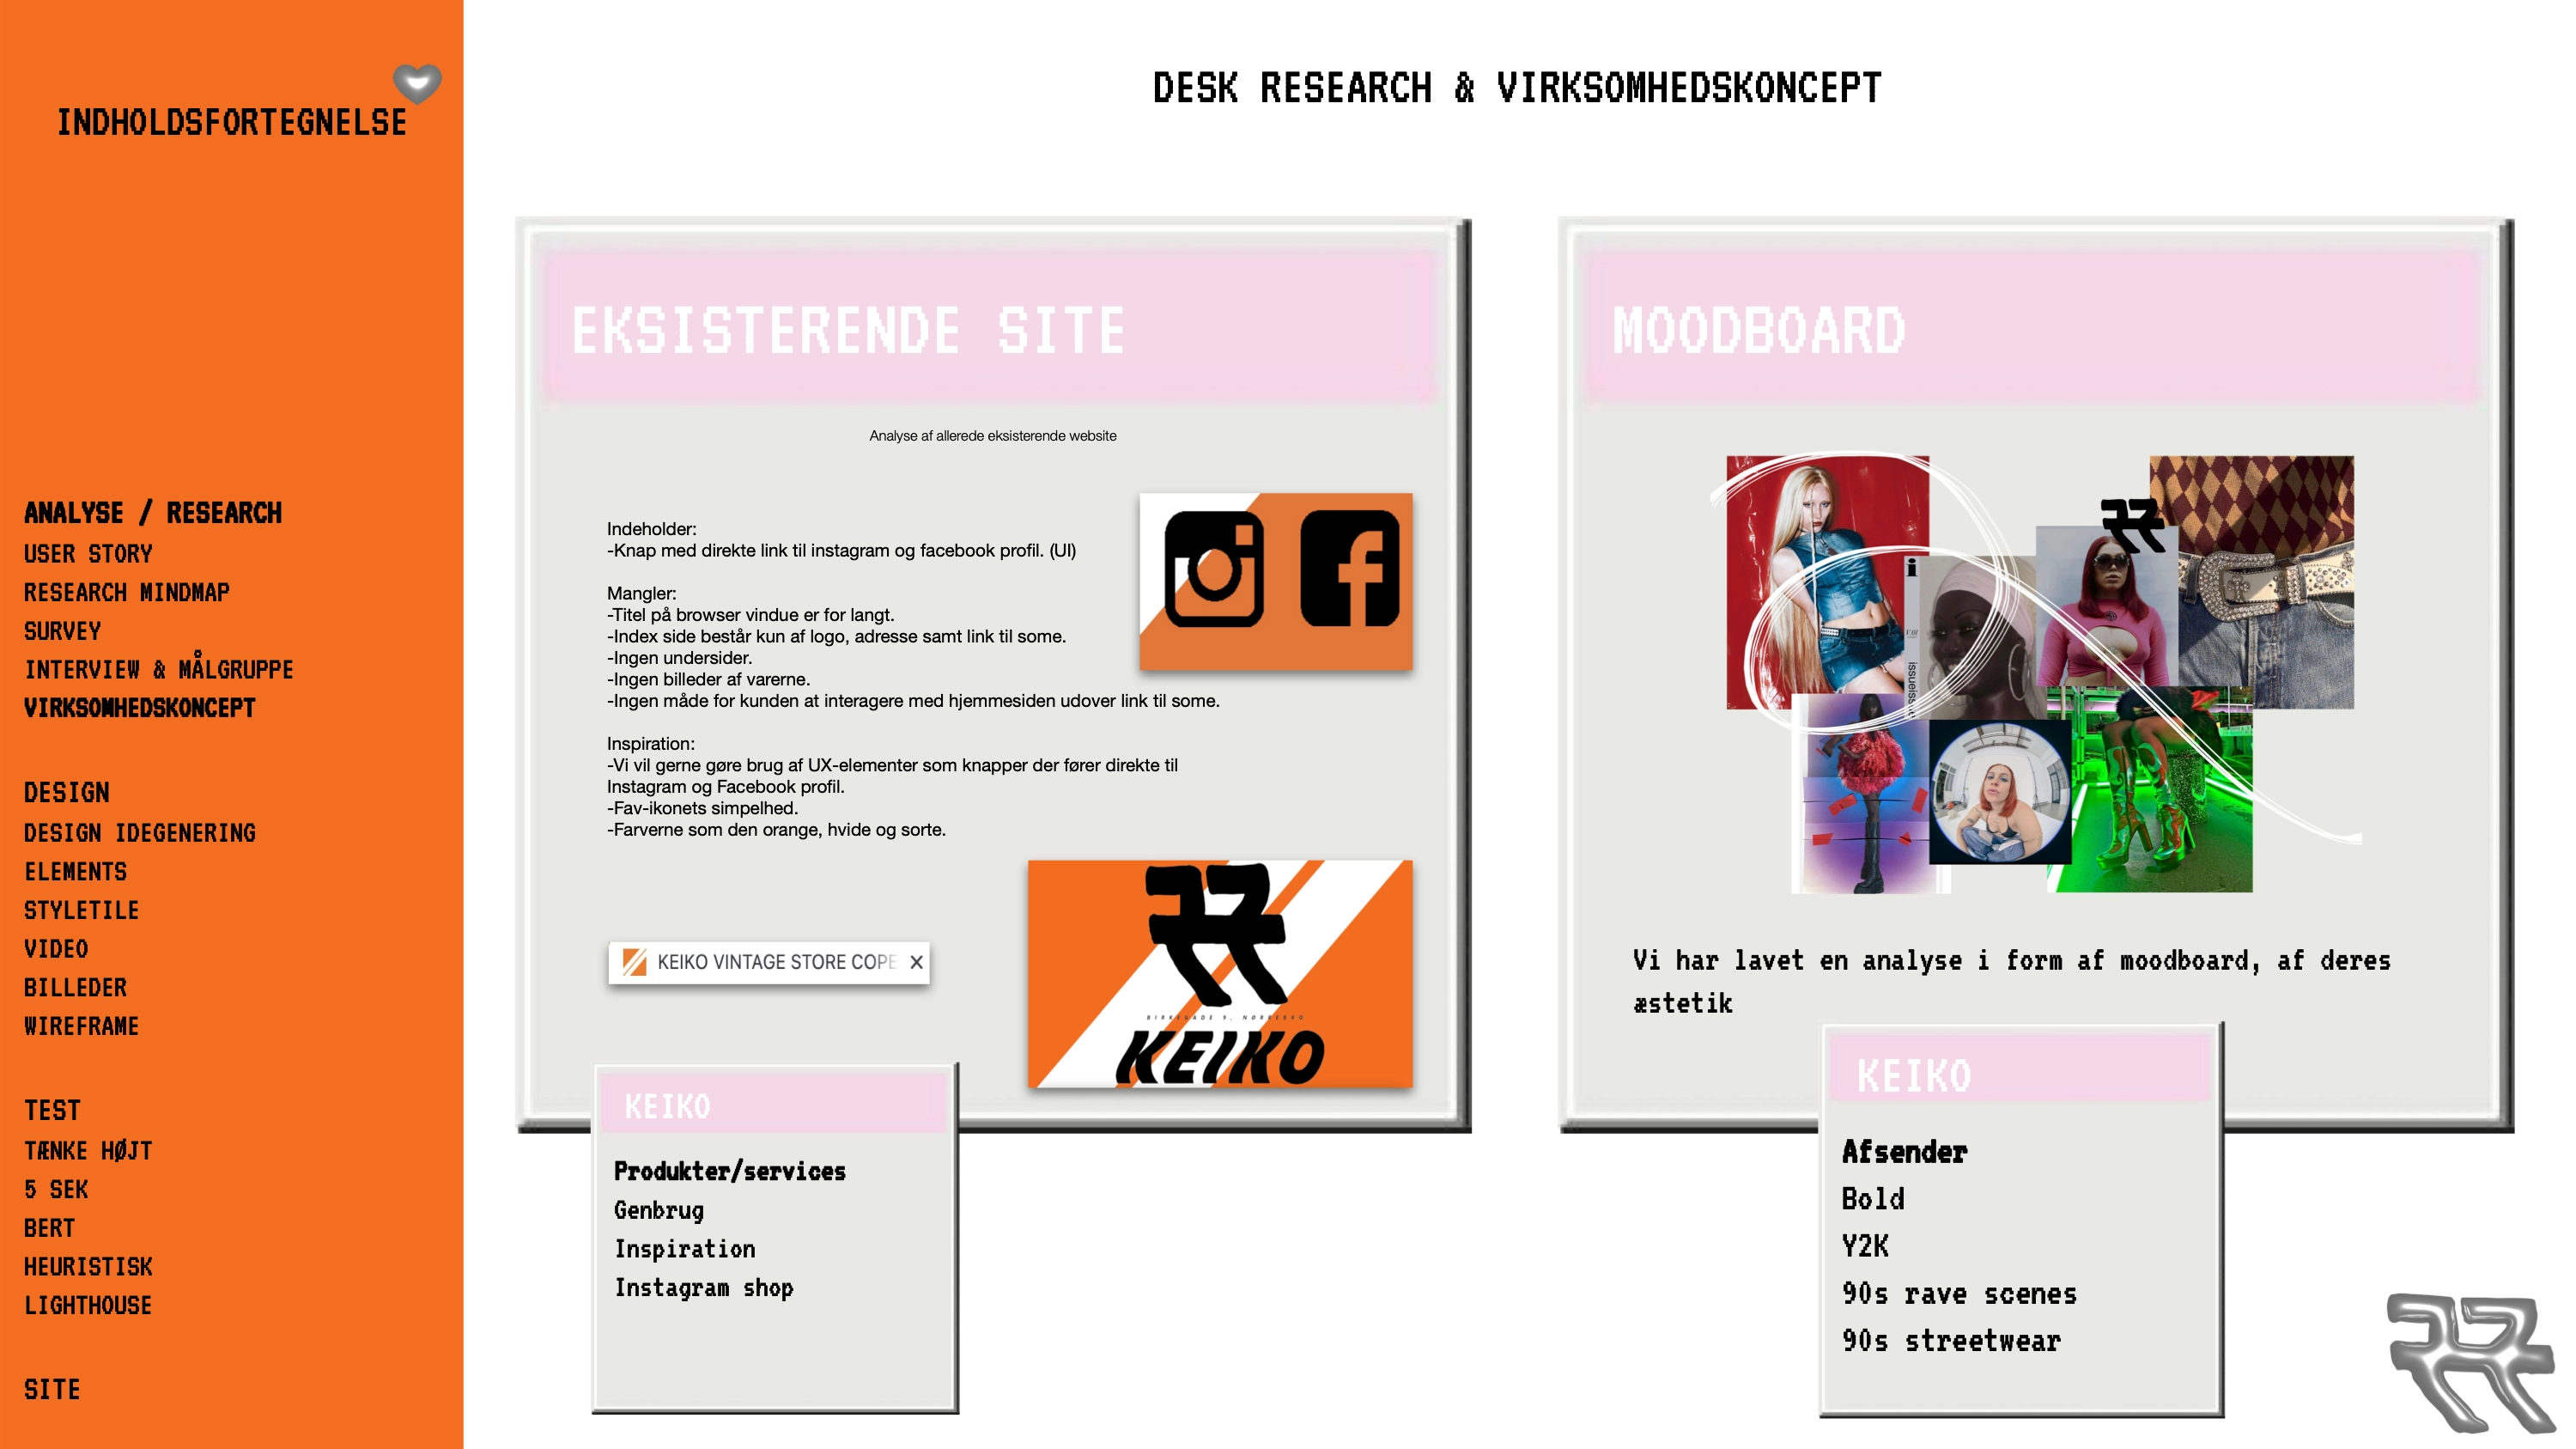 INDHOLDSFORTEGNELSE
ANALYSE / RESEARCH
USER STORY
RESEARCH MINDMAP
SURVEY
INTERVIEW & MÅLGRUPPE
VIRKSOMHEDSKONCEPT
DESIGN
DESIGN IDEGENERING
ELEMENTS
STYLETILE
VIDEO
BILLEDER
WIREFRAME
TEST
TÆNKE HØJT
5 SEK
BERT
HEURISTISK
LIGHTHOUSE
SITE
DESK RESEARCH & VIRKSOMHEDSKONCEPT
EKSISTERENDE SITE
Analyse af allerede eksisterende website
Indeholder:
-Knap med direkte link til instagram og facebook profil. (UI)
Mangler:
-Titel på browser vindue er for langt.
-Index side består kun af logo, adresse samt link til some.
-Ingen undersider.
-Ingen billeder af varerne.
-Ingen måde for kunden at interagere med hjemmesiden udover link til some.
Inspiration:
-Vi vil gerne gøre brug af UX-elementer som knapper der fører direkte til
Instagram og Facebook profil.
-Fav-ikonets simpelhed.
-Farverne som den orange, hvide og sorte.
KEIKO VINTAGE STORE COPE
BIRKEGADE 9, NØRREBRO
KEIKO
KEIKO
Produkter/services
Genbrug
Inspiration
Instagram shop
MOODBOARD
Vi har lavet en analyse i form af moodboard, af deres
æstetik
KEIKO
Afsender
Bold
Y2K
90s rave scenes
90s streetwear